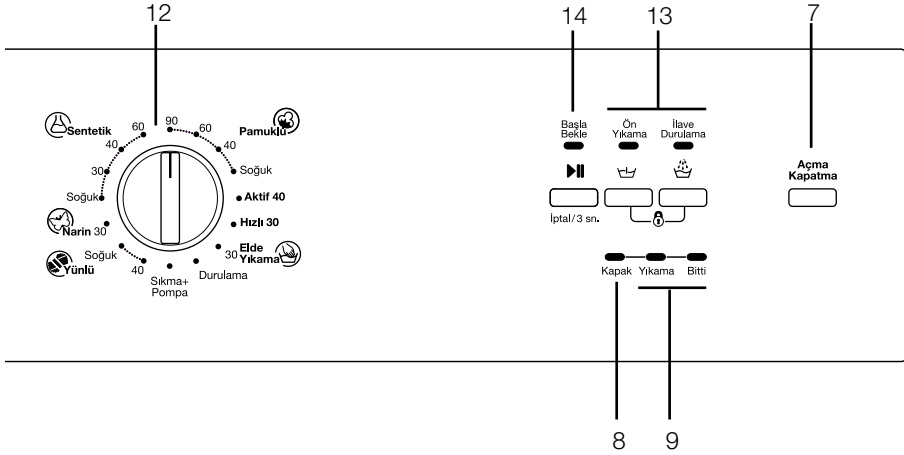 12
14
13
7
Sentetik
60
40
30
Soğuk
90
60
40
Soğuk
Pamuklu
Aktif 40
Hızlı 30
30
Elde
Yıkama
Durulama
Sıkma+
Pompa
Narin 30
Soğuk
40
Yünlü
Başla
Bekle
Ön
Yıkama
İlave
Durulama
İptal/3 sn.
Açma
Kapatma
Kapak
Yıkama
Bitti
8
9